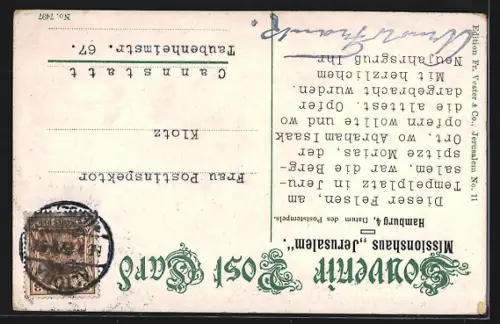 Souvenir Post Card
Missionshaus „Jerusalem"
Hamburg 4, Datum des Poststempels.
Dieser Felsen, am
Tempelplatz in Jeru-
salem, war die Berg-
spitze Morias, der
Ort, wo Abraham Isaak
opfern wollte und wo
die alttest. Opfer
dargebracht wurden.
Mit herzlichem
Neujahrsgruß Ihr
Edition Fr. Vester & Co., Jerusalem No. 11
Frau Postinspektor
Klotz
Cannstatt
Taubenheimstr. 67.
No. 7497